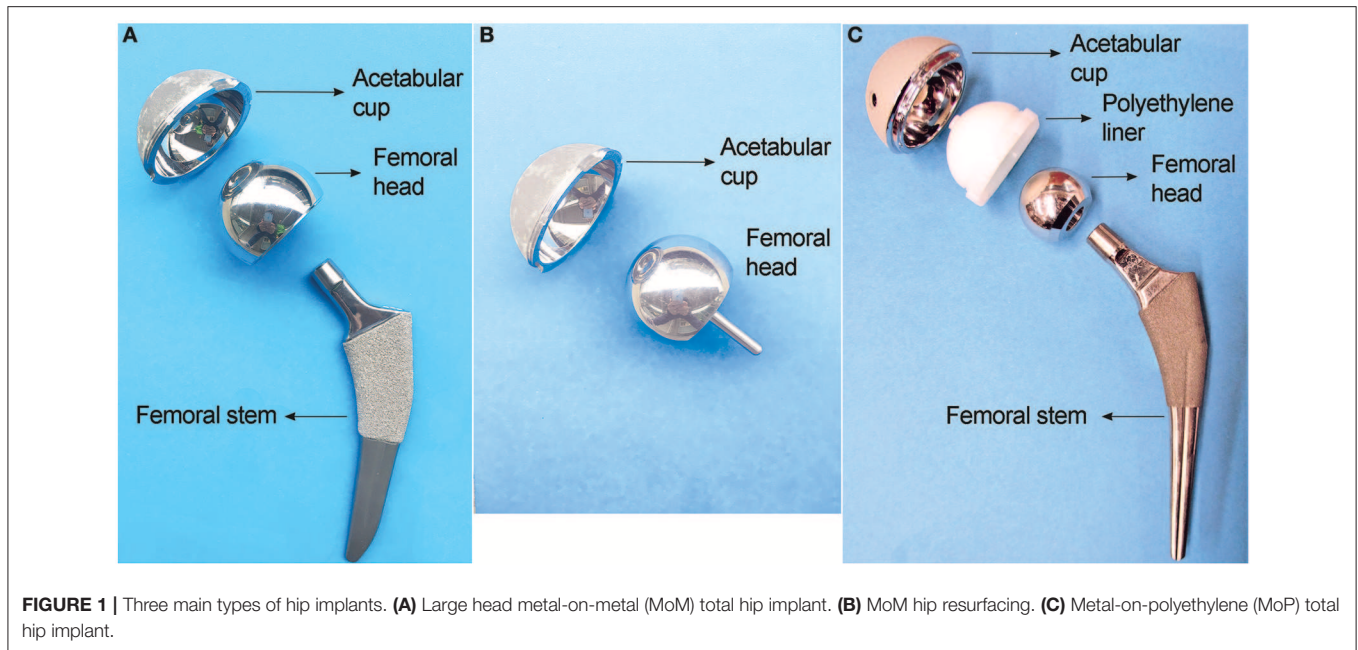 A
Acetabular
cup
Femoral
head
Femoral stem
B
Acetabular
cup
Femoral
head
C
Acetabular
cup
Polyethylene
liner
Femoral
head
Femoral stem
FIGURE 1 | Three main types of hip implants. (A) Large head metal-on-metal (MoM) total hip implant. (B) MoM hip resurfacing. (C) Metal-on-polyethylene (MoP) total
hip implant.